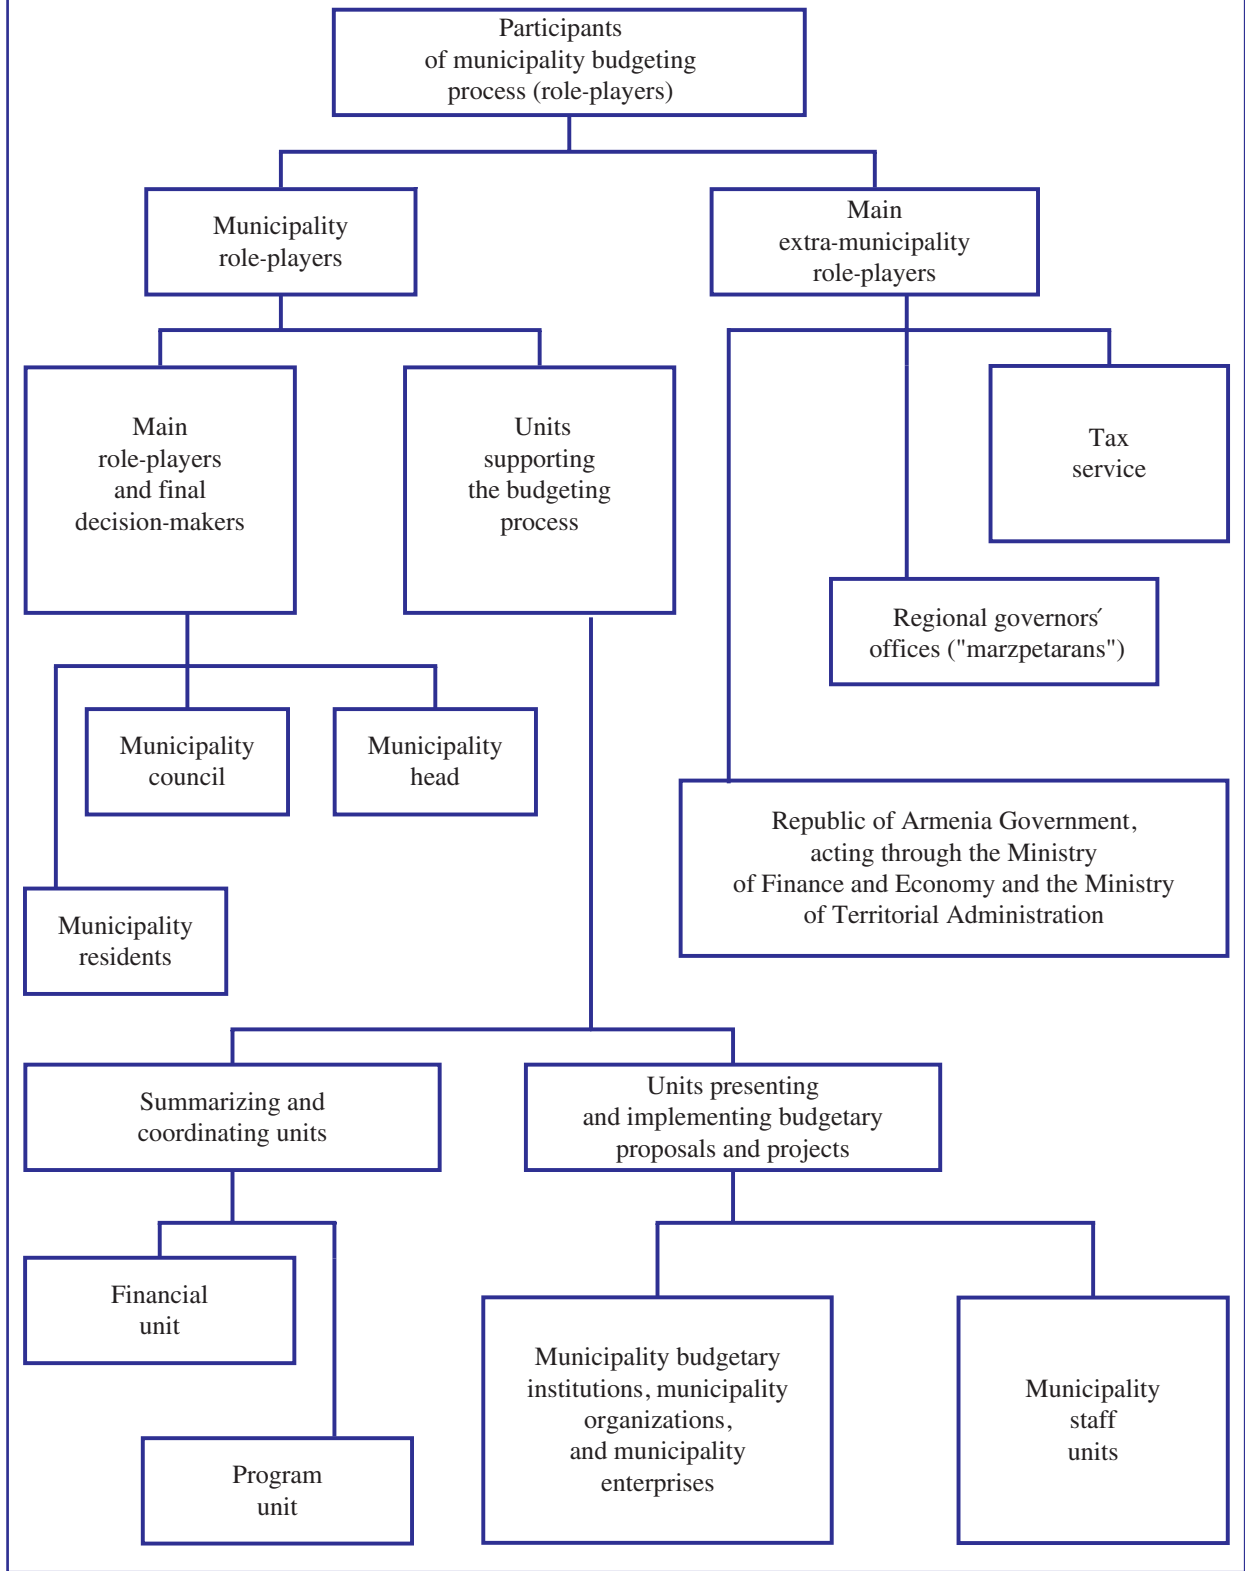 Participants
of municipality budgeting
process (role-players)
Municipality
role-players
Main
extra-municipality
role-players
Main
role-players
and final
decision-makers
Units
supporting
the budgeting
process
Tax
service
Regional governors´
offices ("marzpetarans")
Municipality
council
Municipality
head
Republic of Armenia Government,
acting through the Ministry
of Finance and Economy and the Ministry
of Territorial Administration
Municipality
residents
Summarizing and
coordinating units
Units presenting
and implementing budgetary
proposals and projects
Financial
unit
Program
unit
Municipality budgetary
institutions, municipality
organizations,
and municipality
enterprises
Municipality
staff
units